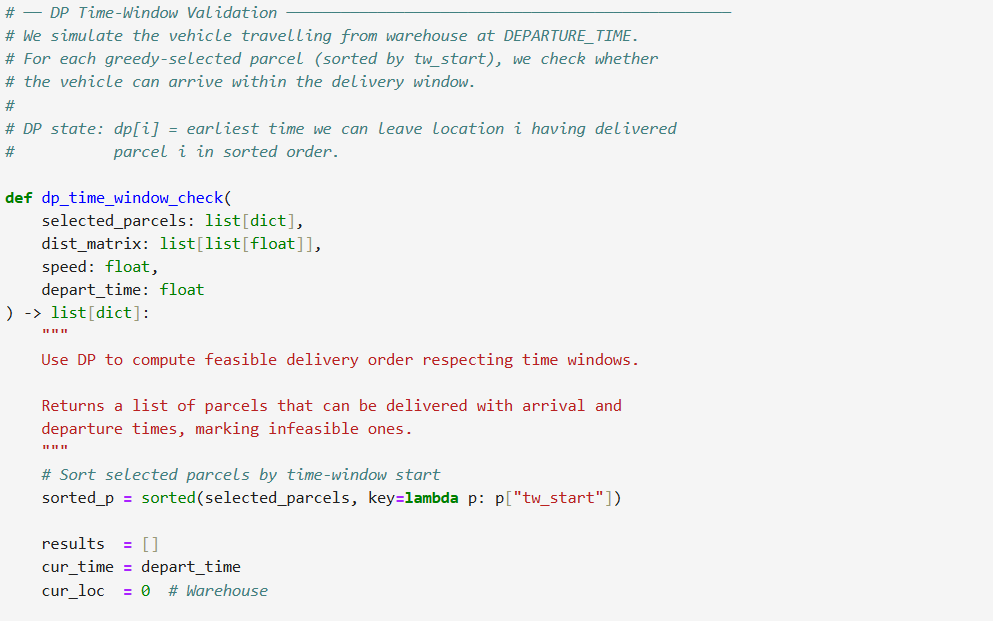 # ── DP Time-Window Validation ─────────────────────────────────────────────────
# We simulate the vehicle travelling from warehouse at DEPARTURE_TIME.
# For each greedy-selected parcel (sorted by tw_start), we check whether
# the vehicle can arrive within the delivery window.
#
# DP state: dp[i] = earliest time we can leave location i having delivered
#           parcel i in sorted order.

def dp_time_window_check(
    selected_parcels: list[dict],
    dist_matrix: list[list[float]],
    speed: float,
    depart_time: float
) -> list[dict]:
    """
    Use DP to compute feasible delivery order respecting time windows.

    Returns a list of parcels that can be delivered with arrival and
    departure times, marking infeasible ones.
    """
    # Sort selected parcels by time-window start
    sorted_p = sorted(selected_parcels, key=lambda p: p["tw_start"])

    results  = []
    cur_time = depart_time
    cur_loc  = 0  # Warehouse